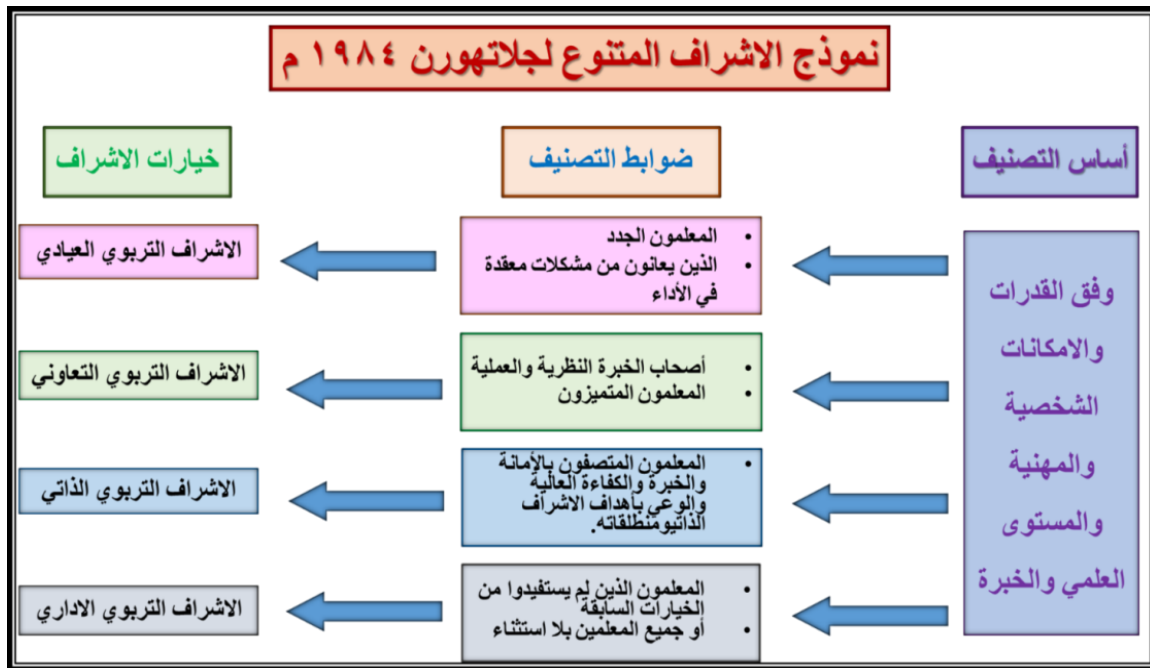 نموذج الاشراف المتنوع لجلاتهورن ١٩٨٤ م
أساس التصنيف
ضوابط التصنيف
خيارات الاشراف
وفق القدرات
والامكانات
الشخصية
والمهنية
والمستوى
العلمي والخبرة
• المعلمون الجدد
• الذين يعانون من مشكلات معقدة
في الأداء
الاشراف التربوي العيادي
• أصحاب الخبرة النظرية والعملية
• المعلمون المتميزون
الاشراف التربوي التعاوني
• المعلمون المتصفون بالأمانة
والخبرة والكفاءة العالية
والوعي بأهداف الاشراف
الذاتيومنطلقاته.
الاشراف التربوي الذاتي
• المعلمون الذين لم يستفيدوا من
الخيارات السابقة
• أو جميع المعلمين بلا استثناء
الاشراف التربوي الاداري